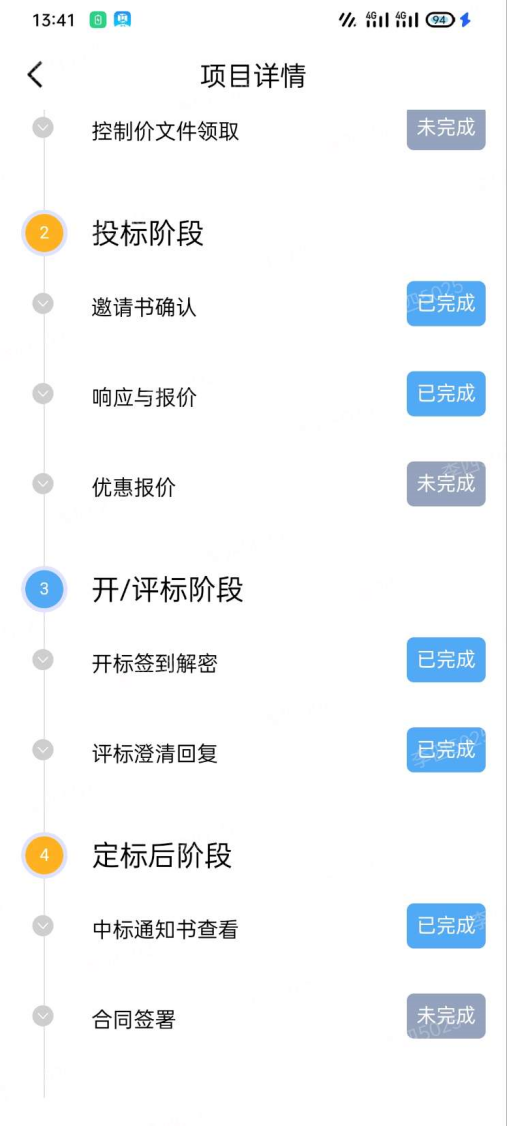 13:41
4G 4G 94
项目详情
控制价文件领取 未完成
2 投标阶段
邀请书确认 已完成
响应与报价 已完成
优惠报价 未完成
3 开/评标阶段
开标签到解密 已完成
评标澄清回复 已完成
4 定标后阶段
中标通知书查看 已完成
合同签署 未完成